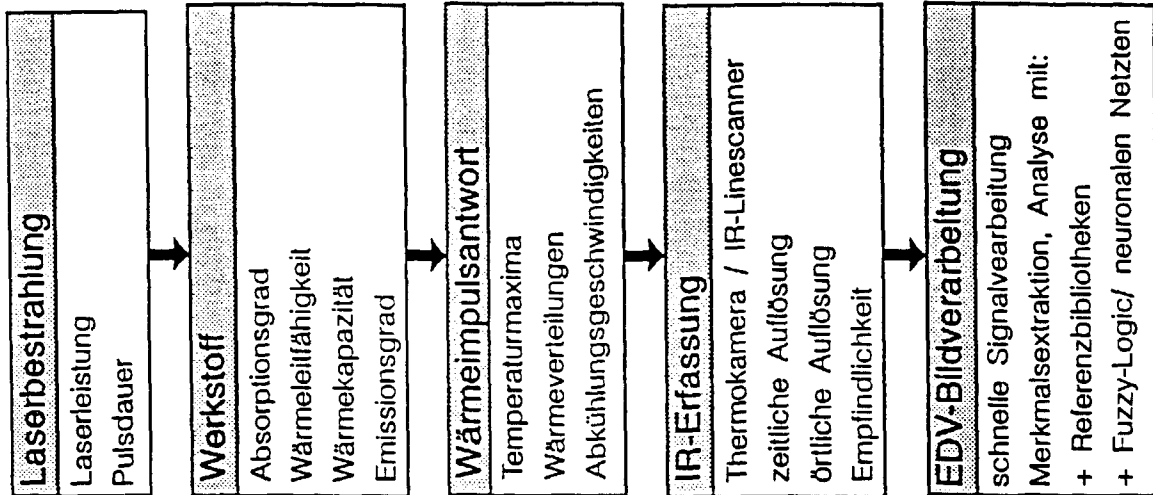 Laserbestrahlung
Laserleistung
Pulsdauer
Werkstoff
Absorptionsgrad
Wärmeleitfähigkeit
Wärmekapazität
Emissionsgrad
Wärmeimpulsantwort
Temperaturmaxima
Wärmeverteilungen
Abkühlungsgeschwindigkeiten
IR-Erfassung
Thermokamera / IR-Linescanner
zeitliche Auflösung
örtliche Auflösung
Empfindlichkeit
EDV-Bildverarbeitung
schnelle Signalvearbeitung
Merkmalsextraktion, Analyse mit:
+ Referenzbibliotheken
+ Fuzzy-Logic/ neuronalen Netzten